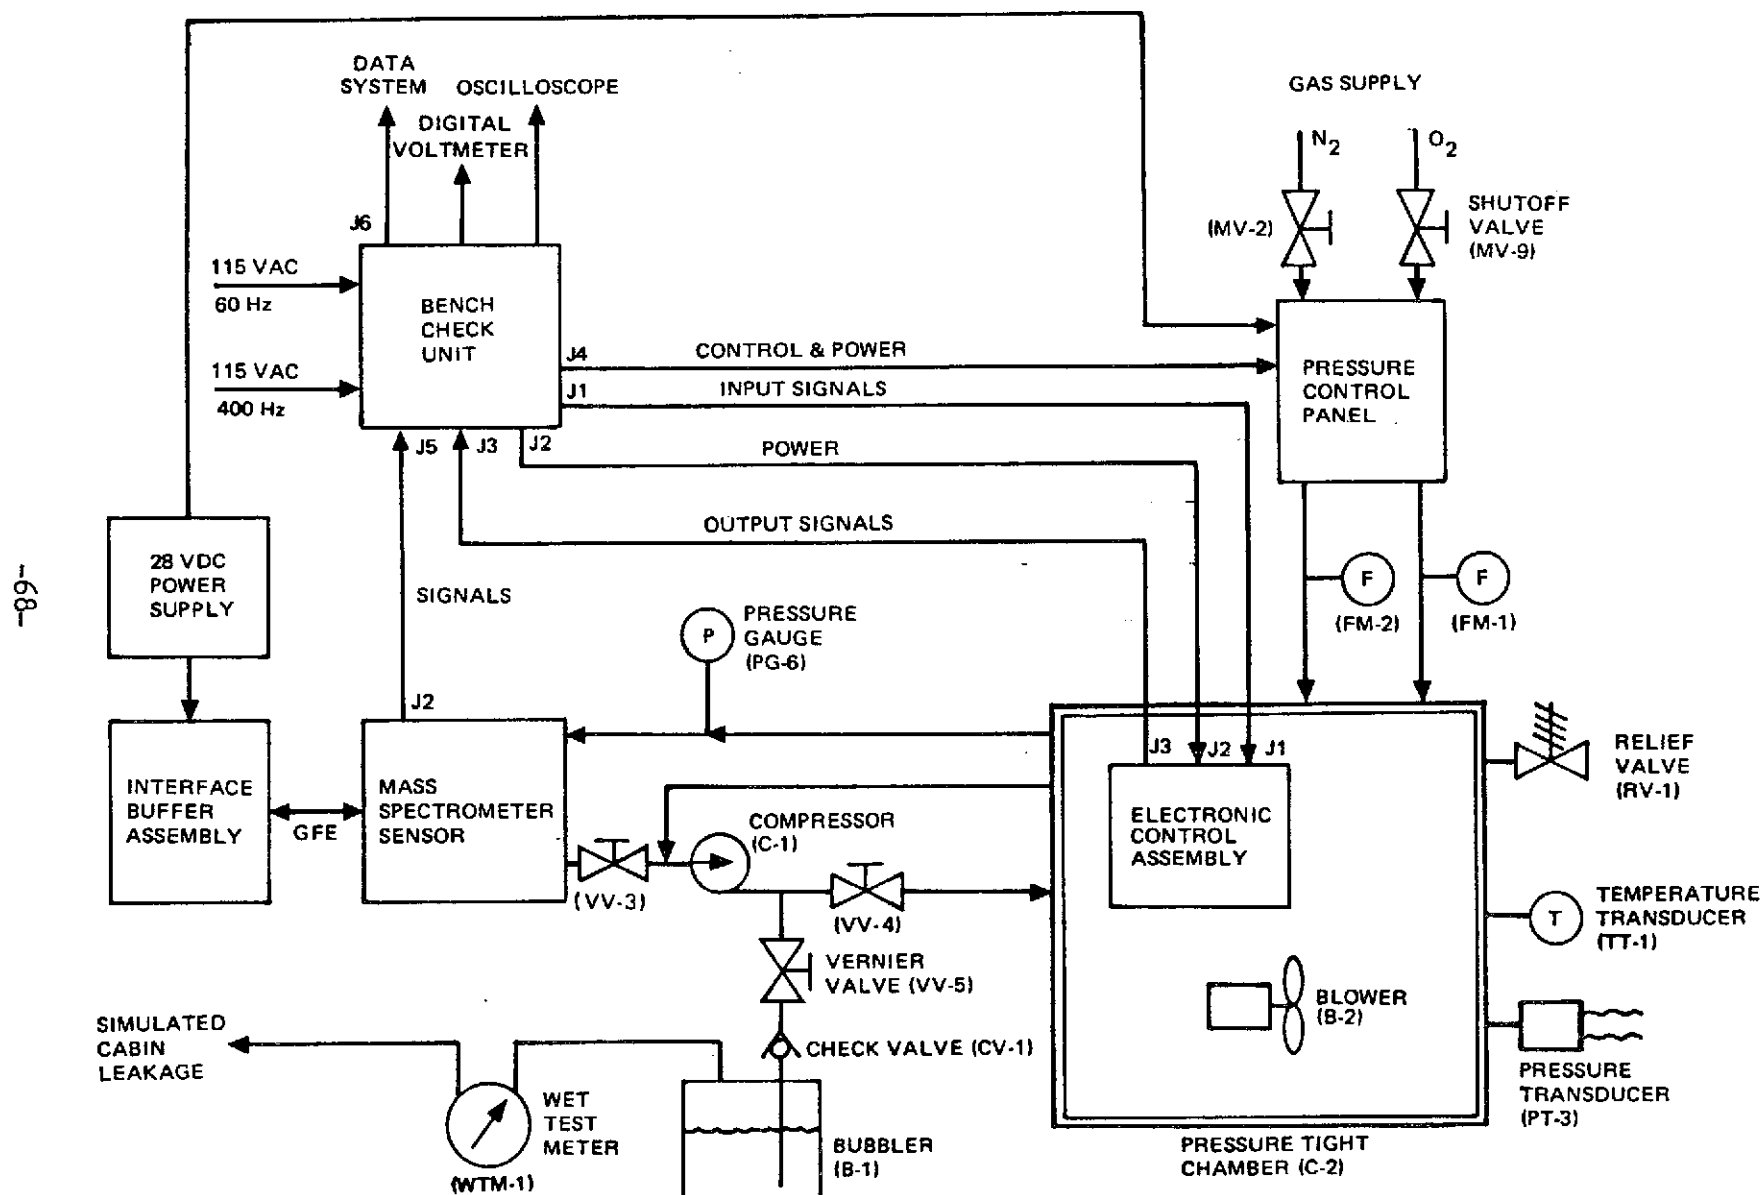 DATA
SYSTEM
OSCILLOSCOPE
DIGITAL
VOLTMETER
GAS SUPPLY
N2
O2
(MV-2)
SHUTOFF
VALVE
(MV-9)
J6
115 VAC
60 Hz
115 VAC
400 Hz
BENCH
CHECK
UNIT
J4
CONTROL & POWER
J1
INPUT SIGNALS
J5
J3
J2
POWER
OUTPUT SIGNALS
PRESSURE
CONTROL
PANEL
28 VDC
POWER
SUPPLY
SIGNALS
-68-
P
PRESSURE
GAUGE
(PG-6)
F
(FM-2)
F
(FM-1)
J2
INTERFACE
BUFFER
ASSEMBLY
GFE
MASS
SPECTROMETER
SENSOR
COMPRESSOR
(C-1)
(VV-3)
(VV-4)
J3
J2
J1
ELECTRONIC
CONTROL
ASSEMBLY
RELIEF
VALVE
(RV-1)
T
TEMPERATURE
TRANSDUCER
(TT-1)
VERNIER
VALVE (VV-5)
BLOWER
(B-2)
CHECK VALVE (CV-1)
SIMULATED
CABIN
LEAKAGE
WET
TEST
METER
(WTM-1)
BUBBLER
(B-1)
PRESSURE TIGHT
CHAMBER (C-2)
PRESSURE
TRANSDUCER
(PT-3)